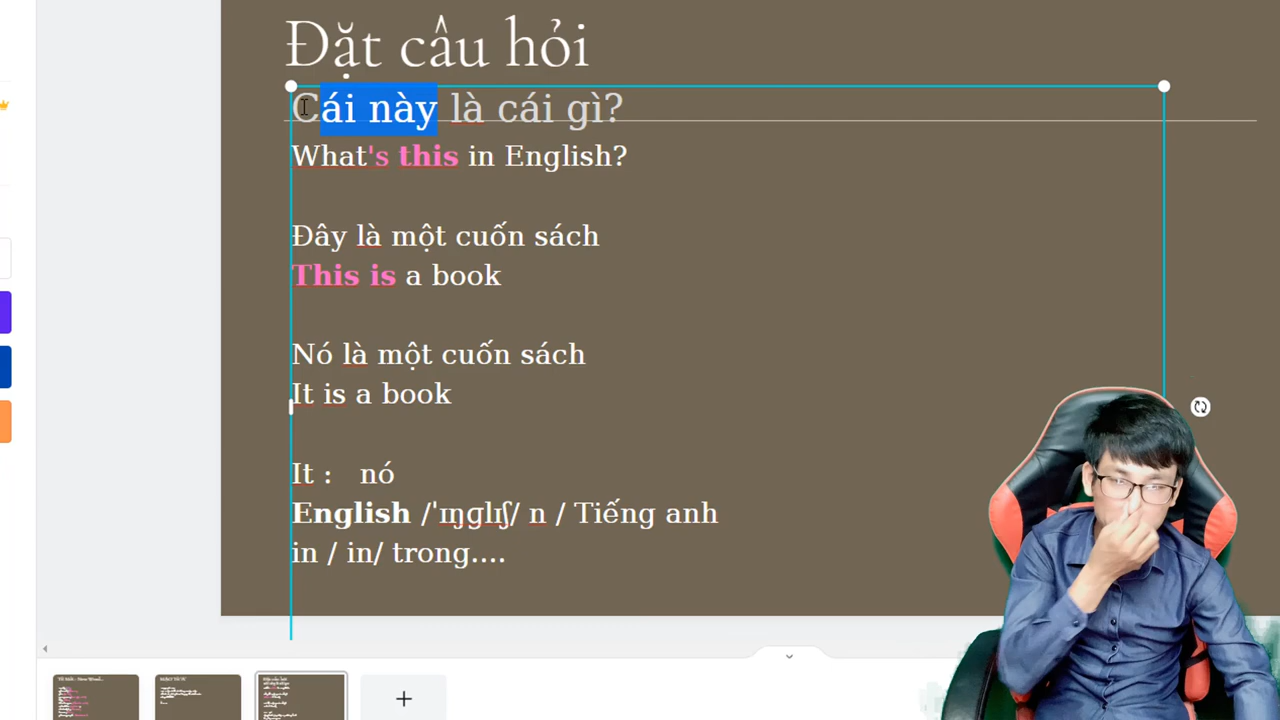 Đặt câu hỏi
Cái này là cái gì?
What's this in English?
Đây là một cuốn sách
This is a book
Nó là một cuốn sách
It is a book
It : nó
English /ˈɪŋglɪʃ/ n / Tiếng anh
in / in/ trong....